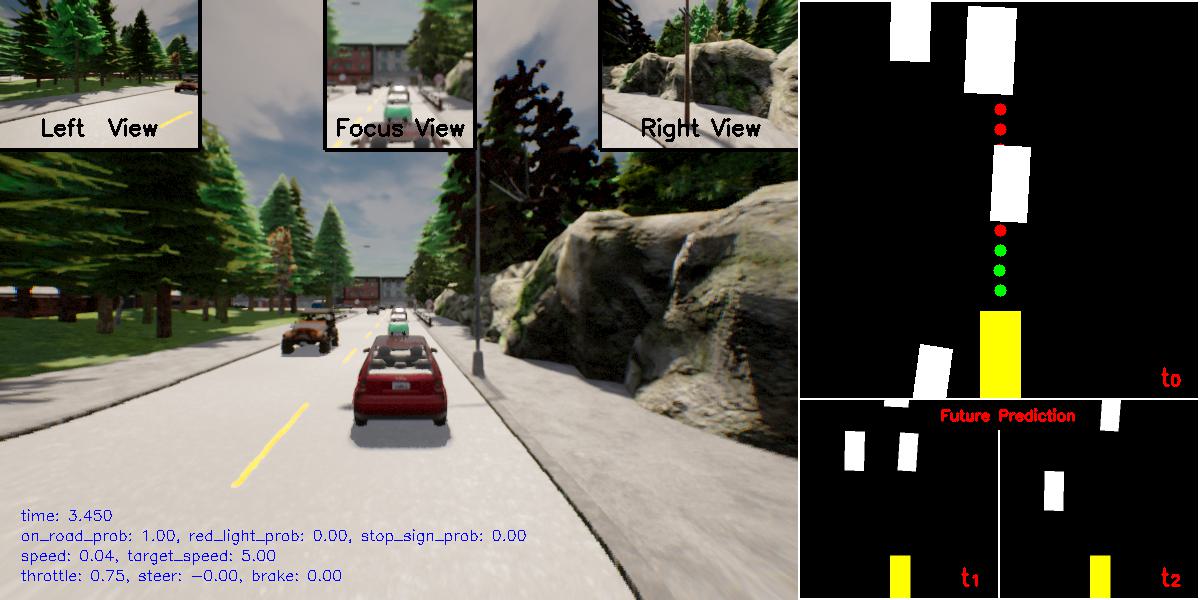 Left View
Focus View
Right View
t0
Future Prediction
t1
t2
time: 3.450
on_road_prob: 1.00, red_light_prob: 0.00, stop_sign_prob: 0.00
speed: 0.04, target_speed: 5.00
throttle: 0.75, steer: -0.00, brake: 0.00